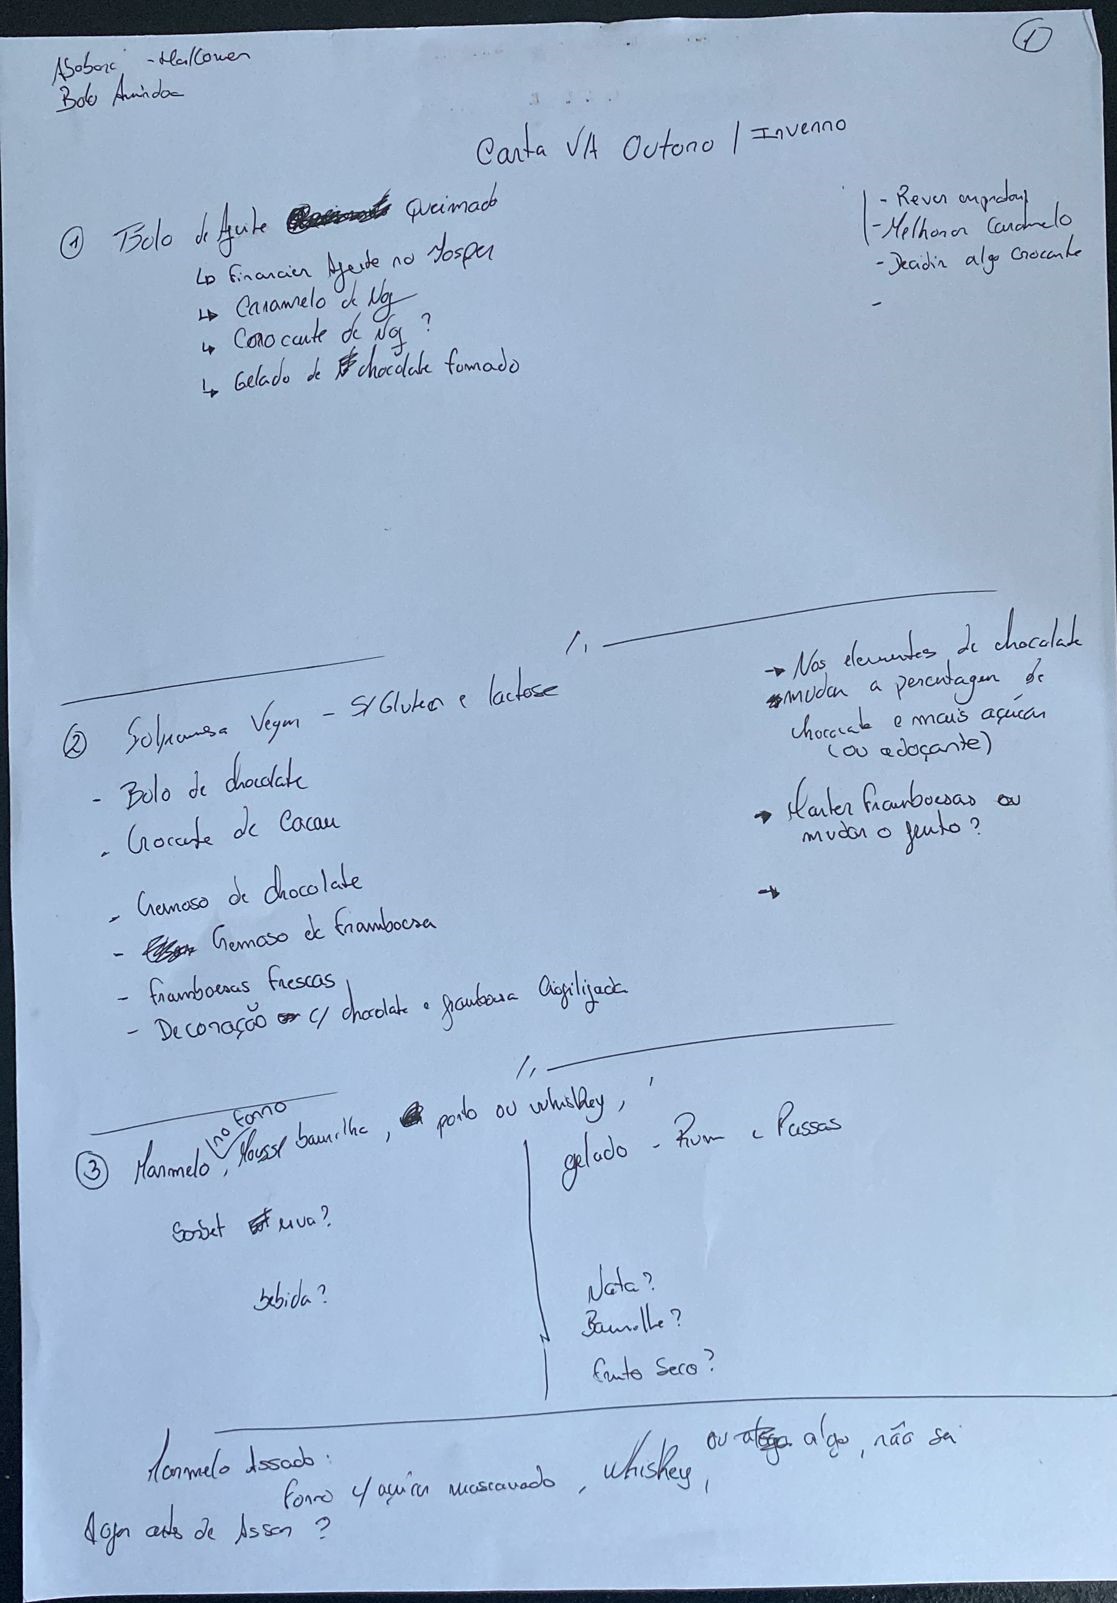 Abobora - Halloween
Bolo Amêndoa
1
Carta VA Outono / Inverno
① Bolo de Azeite Queimado
↳ Financier Azeite no Josper
↳ Caramelo de Noz
↳ Crocante de Noz ?
↳ Gelado de chocolate fumado
- Rever
- Melhorar Caramelo
- Decidir algo Crocante
-
② Sobremesa Vegan - S/ Gluten e lactose
- Bolo de chocolate
- Crocante de Cacau
- Cremoso de chocolate
- Cremoso de Framboesa
- Framboesas Frescas
- Decoração c/ chocolate e framboesa liofilizada
→ Nos elementos de chocolate
mudar a percentagem de
chocolate e mais açúcar
(ou adoçante)
→ Manter Framboesas ou
mudar o fruto ?
→
③ Marmelo no Forno, Mousse baunilha, porto ou whiskey,
Sorbet uva?
bebida?
gelado - Rum e Passas
Nata?
Baunilha?
fruto Seco?
Marmelo Assado:
Forno c/ açúcar mascavado, whiskey, ou algo, não sei
antes de Assar ?